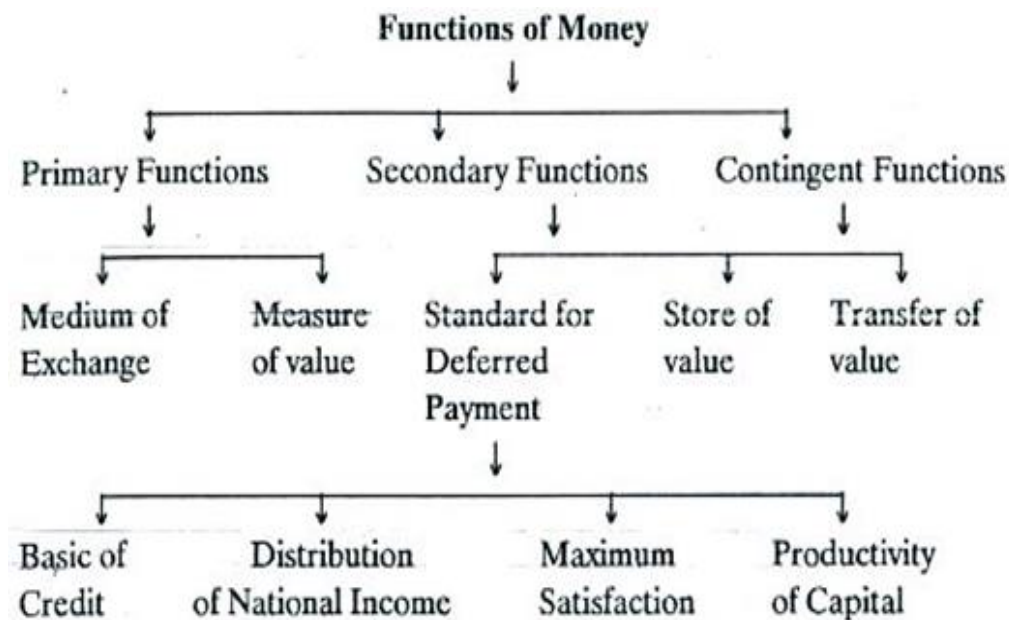 Functions of Money
Primary Functions
Secondary Functions
Contingent Functions
Medium of
Exchange
Measure
of value
Standard for
Deferred
Payment
Store of
value
Transfer of
value
Basic of
Credit
Distribution
of National Income
Maximum
Satisfaction
Productivity
of Capital